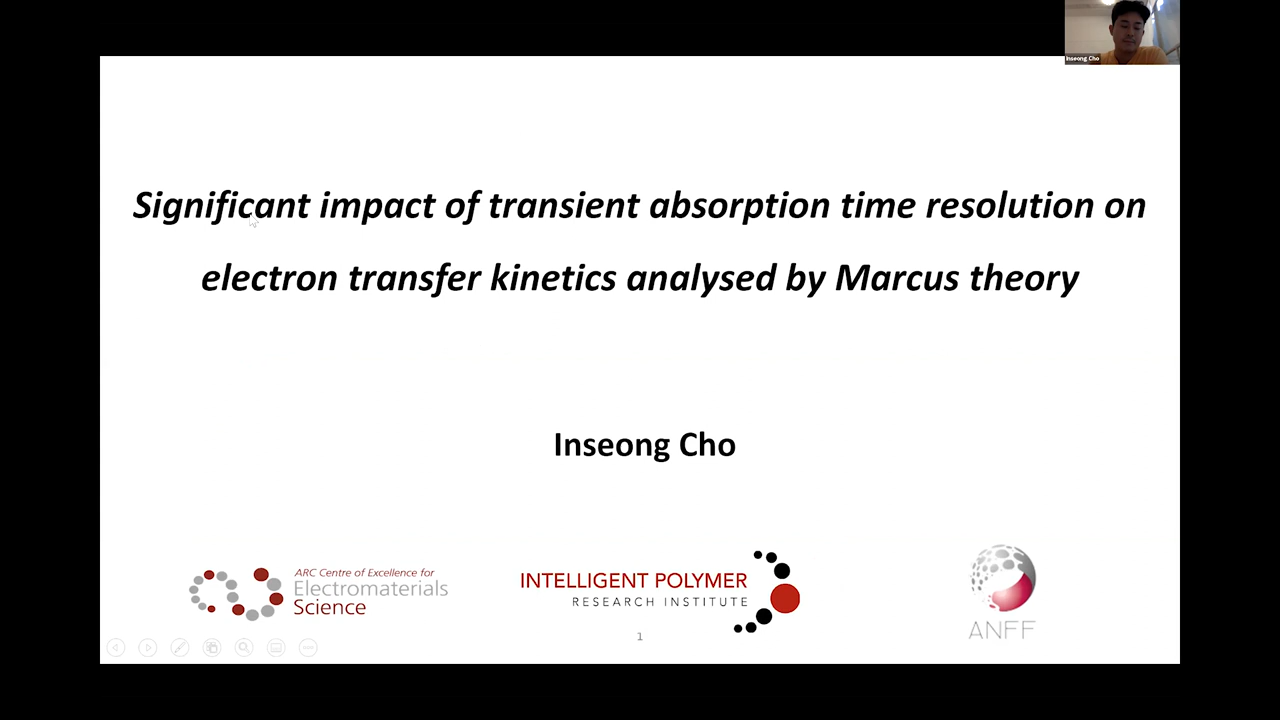 Inseong Cho
Significant impact of transient absorption time resolution on
electron transfer kinetics analysed by Marcus theory
Inseong Cho
ARC Centre of Excellence for
Electromaterials
Science
INTELLIGENT POLYMER
RESEARCH INSTITUTE
ANFF
1